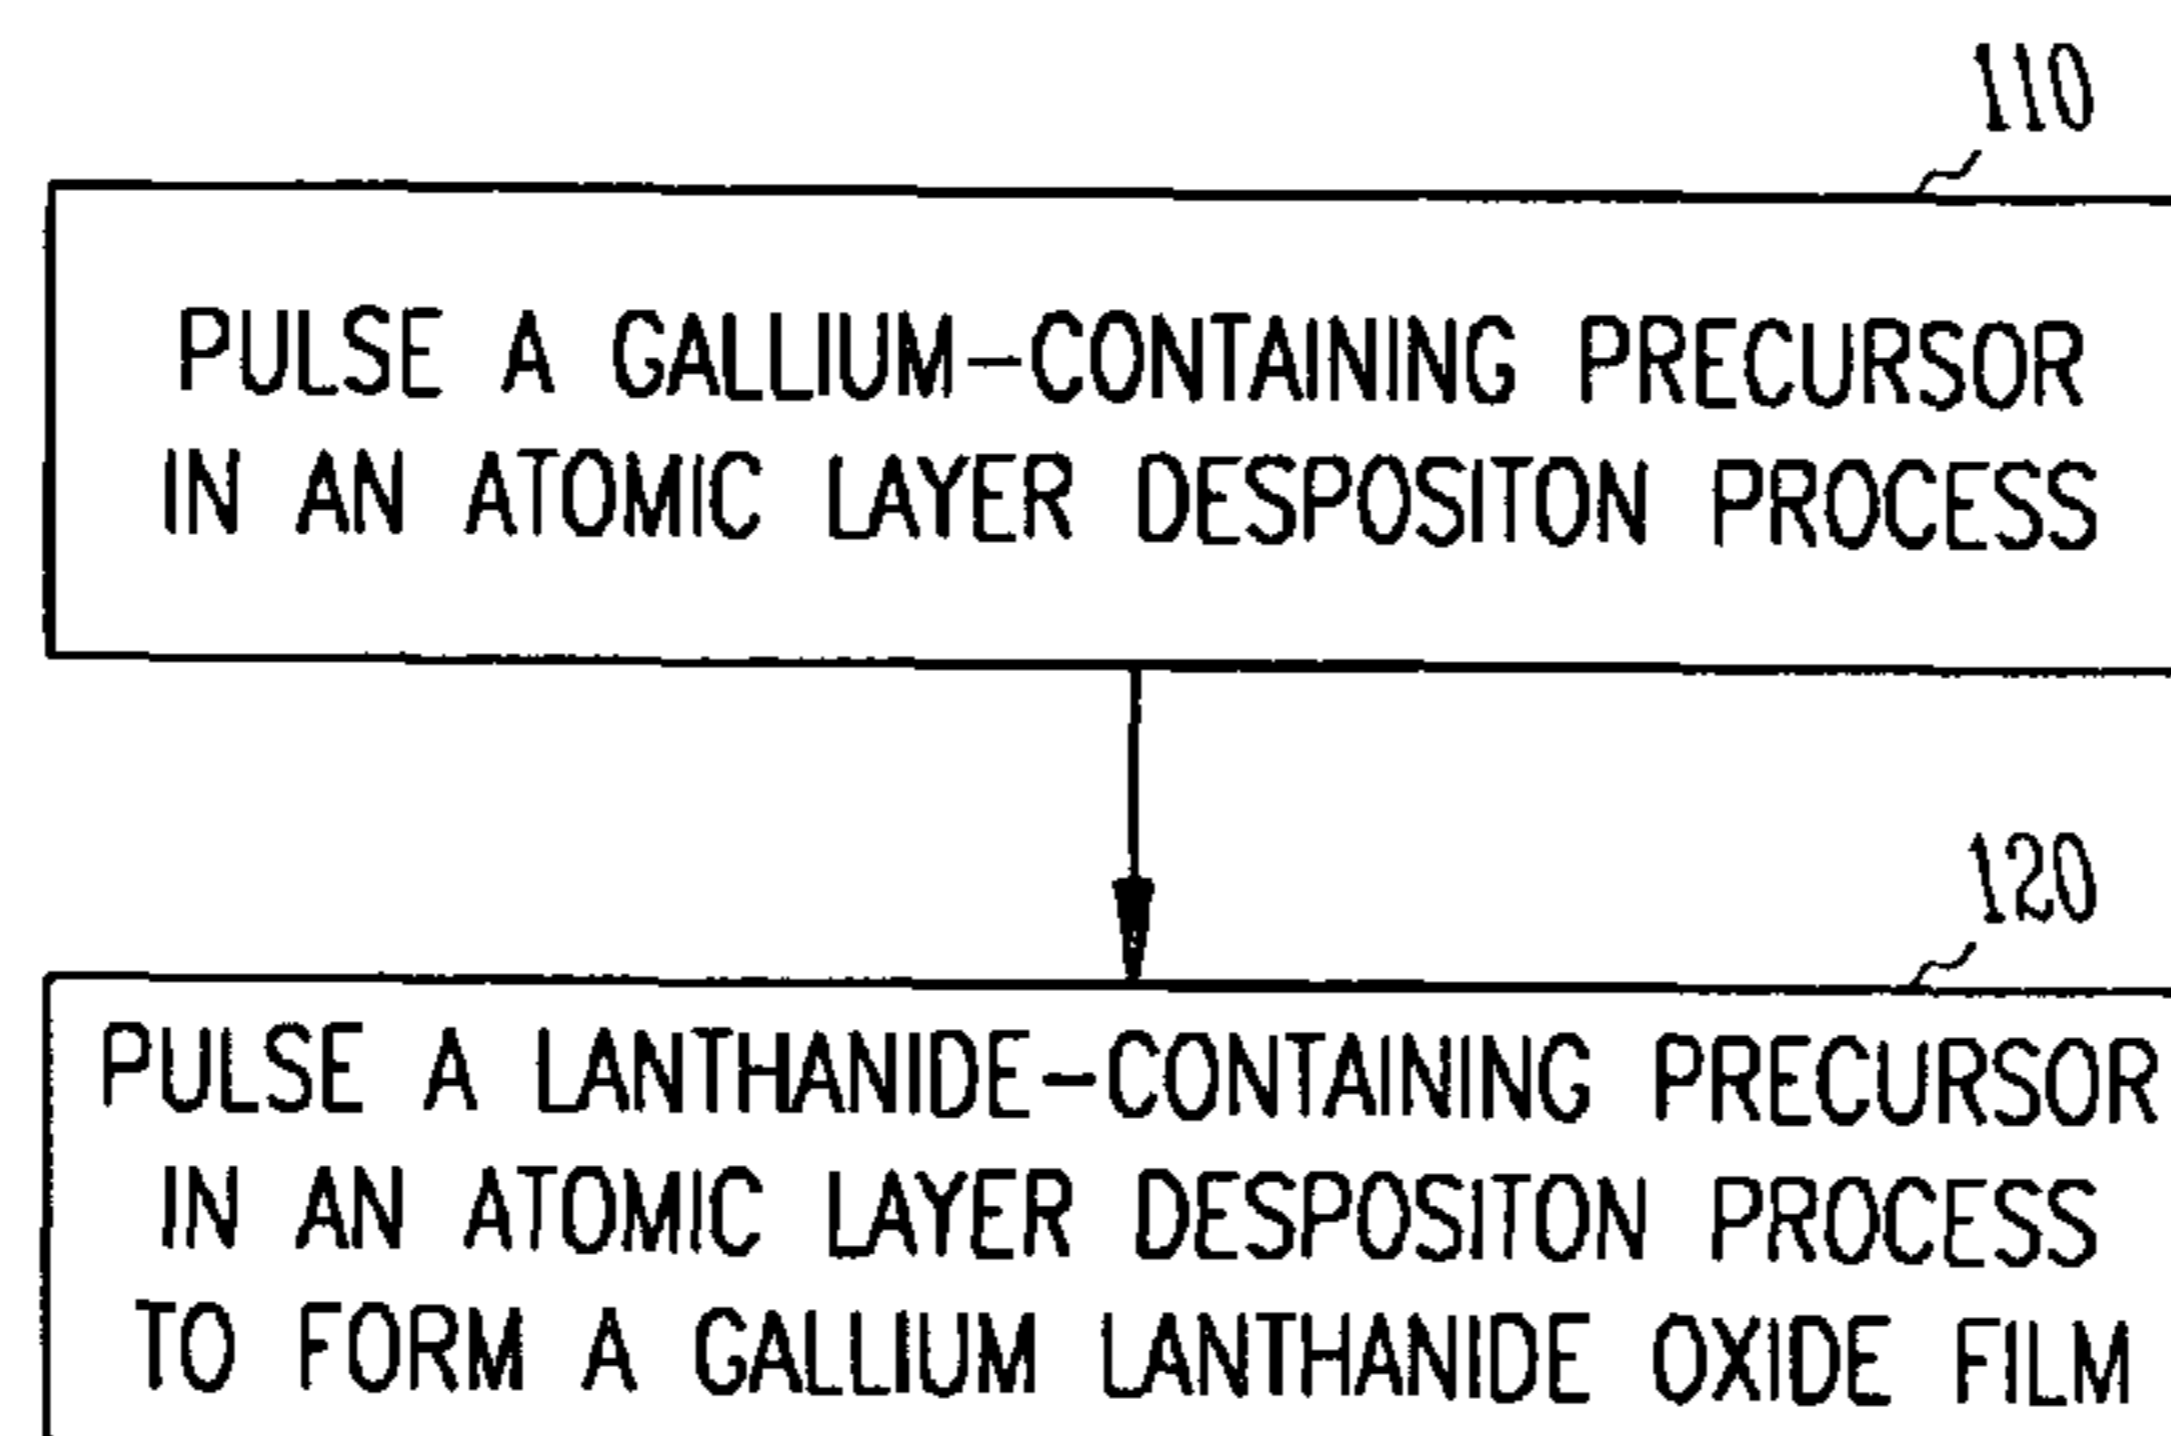 110
PULSE A GALLIUM-CONTAINING PRECURSOR
IN AN ATOMIC LAYER DESPOSITON PROCESS
120
PULSE A LANTHANIDE-CONTAINING PRECURSOR
IN AN ATOMIC LAYER DESPOSITON PROCESS
TO FORM A GALLIUM LANTHANIDE OXIDE FILM